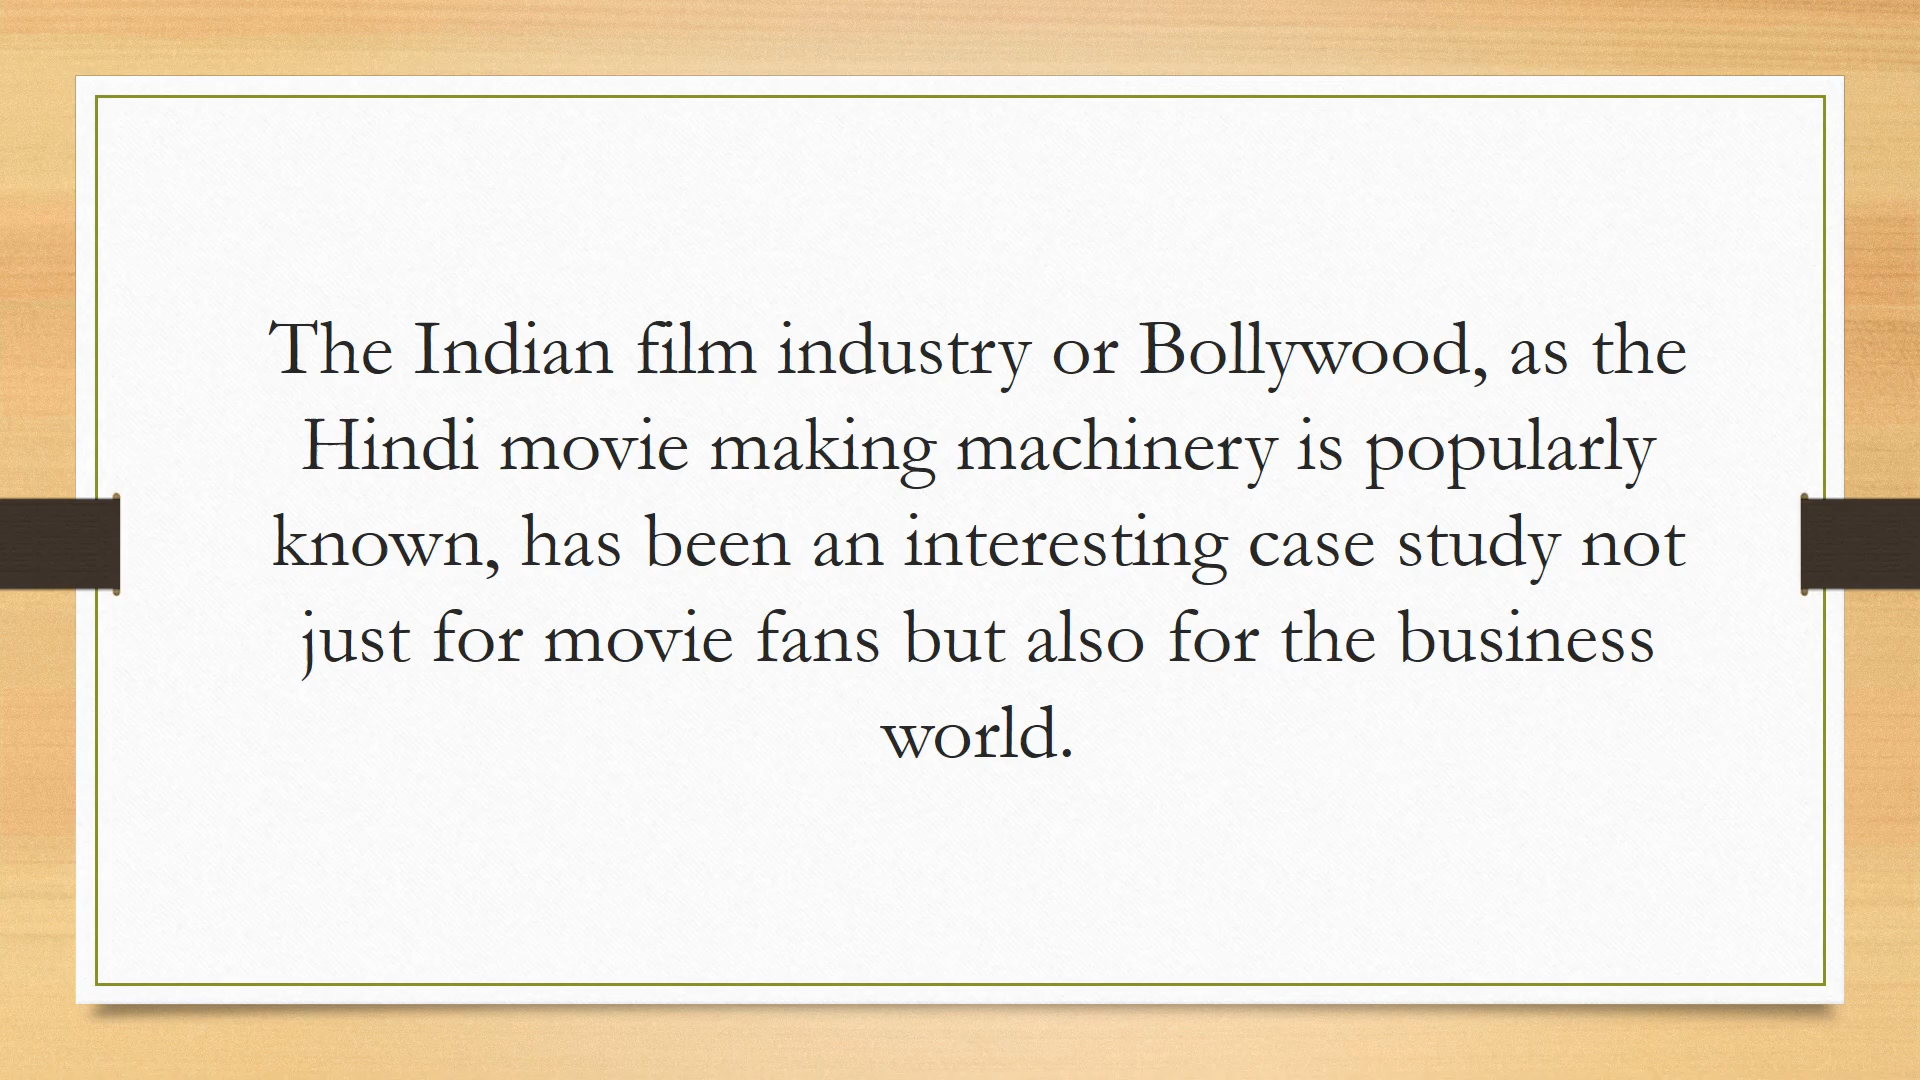 The Indian film industry or Bollywood, as the
Hindi movie making machinery is popularly
known, has been an interesting case study not
just for movie fans but also for the business
world.